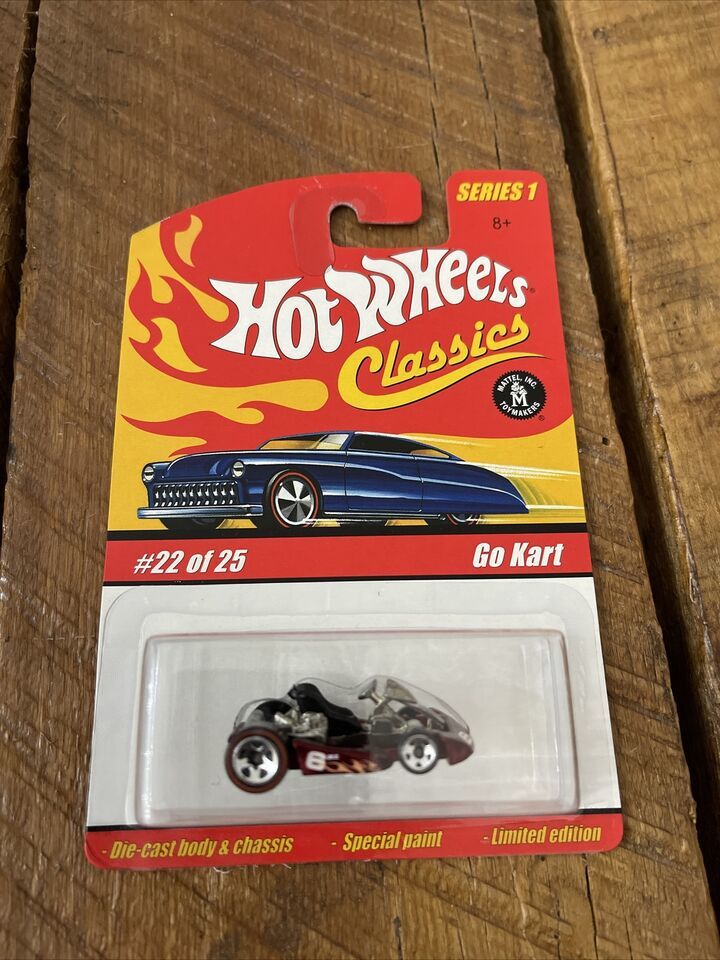 SERIES 1
8+
Hot Wheels
Classics
MATTEL, INC.
M
TOYMAKERS
#22 of 25
Go Kart
8
- Die-cast body & chassis
- Special paint
- Limited edition